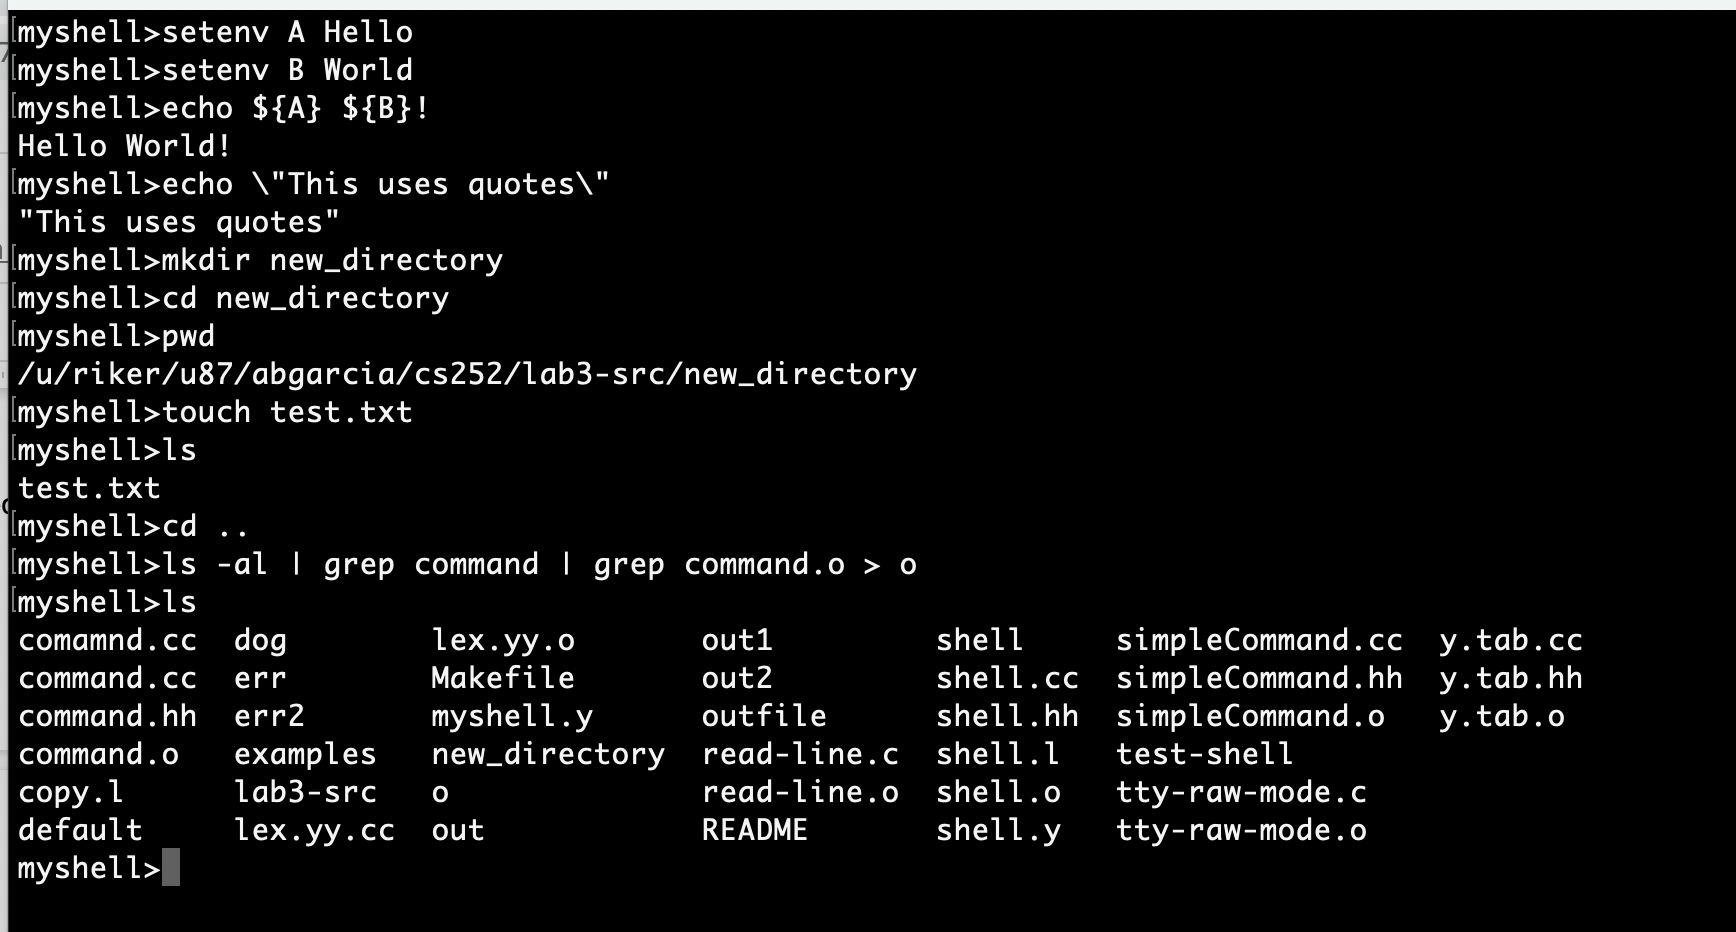 myshell>setenv A Hello
myshell>setenv B World
myshell>echo ${A} ${B}!
Hello World!
myshell>echo \"This uses quotes\"
"This uses quotes"
myshell>mkdir new_directory
myshell>cd new_directory
myshell>pwd
/u/riker/u87/abgarcia/cs252/lab3-src/new_directory
myshell>touch test.txt
myshell>ls
test.txt
myshell>cd ..
myshell>ls -al | grep command | grep command.o > o
myshell>ls
comamnd.cc dog lex.yy.o out1 shell simpleCommand.cc y.tab.cc
command.cc err Makefile out2 shell.cc simpleCommand.hh y.tab.hh
command.hh err2 myshell.y outfile shell.hh simpleCommand.o y.tab.o
command.o examples new_directory read-line.c shell.l test-shell
copy.l lab3-src o read-line.o shell.o tty-raw-mode.c
default lex.yy.cc out README shell.y tty-raw-mode.o
myshell>